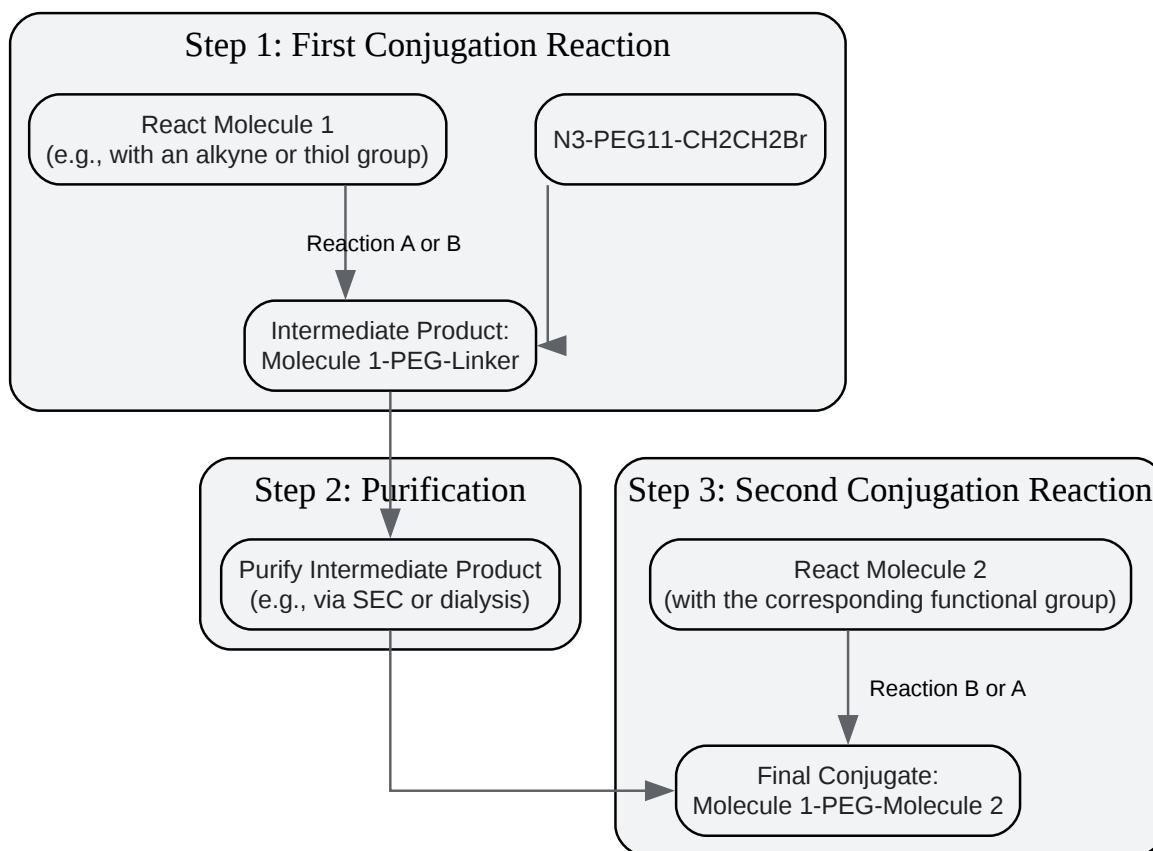 Step 1: First Conjugation Reaction
React Molecule 1
(e.g., with an alkyne or thiol group)
N3-PEG11-CH2CH2Br
Reaction A or B
Intermediate Product:
Molecule 1-PEG-Linker
Step 2: Purification
Purify Intermediate Product
(e.g., via SEC or dialysis)
Step 3: Second Conjugation Reaction
React Molecule 2
(with the corresponding functional group)
Reaction B or A
Final Conjugate:
Molecule 1-PEG-Molecule 2